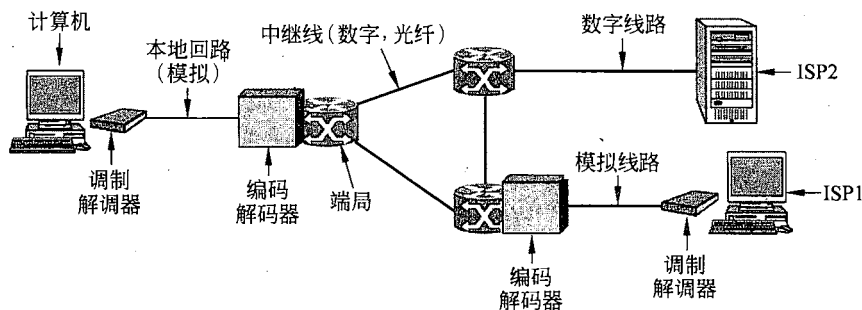 计算机
本地回路
(模拟)
中继线(数字,光纤)
数字线路
ISP2
调制
解调器
编码
解码器
端局
模拟线路
ISP1
编码
解码器
调制
解调器